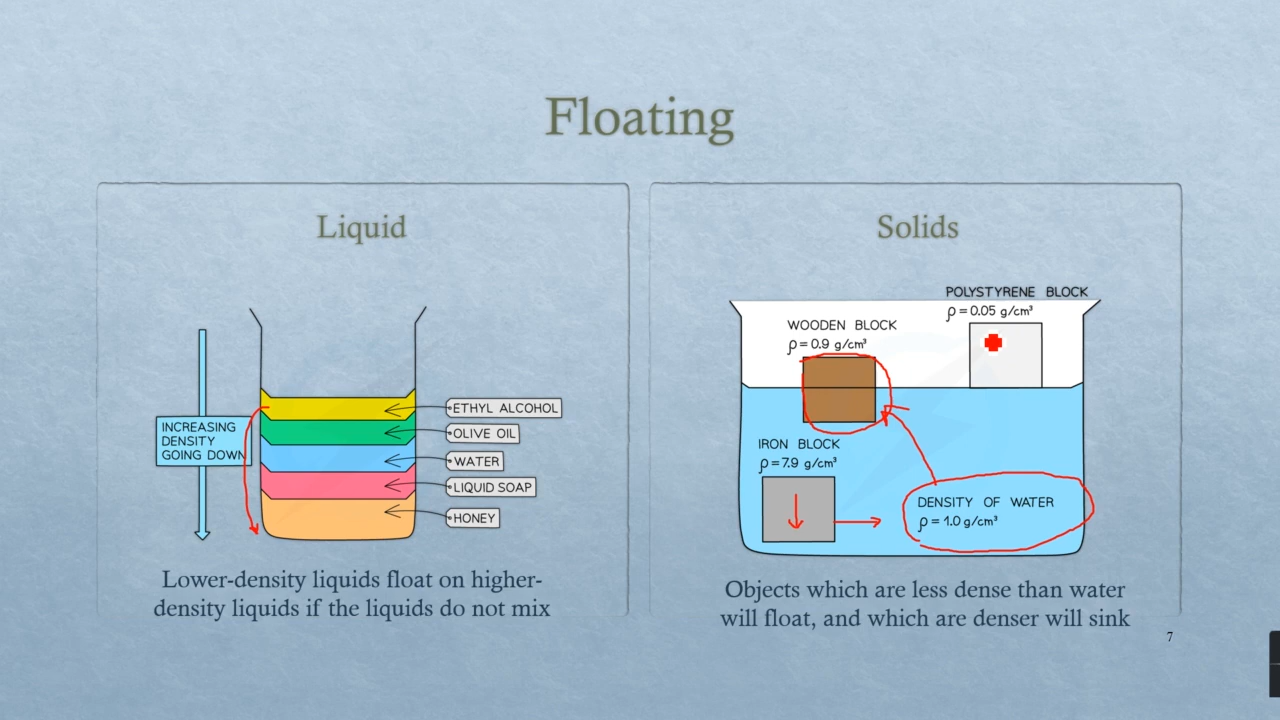 Floating
Liquid
INCREASING
DENSITY
GOING DOWN
ETHYL ALCOHOL
OLIVE OIL
WATER
LIQUID SOAP
HONEY
Lower-density liquids float on higher-
density liquids if the liquids do not mix
Solids
POLYSTYRENE BLOCK
ρ = 0.05 g/cm³
WOODEN BLOCK
ρ = 0.9 g/cm³
IRON BLOCK
ρ = 7.9 g/cm³
DENSITY OF WATER
ρ = 1.0 g/cm³
Objects which are less dense than water
will float, and which are denser will sink
7